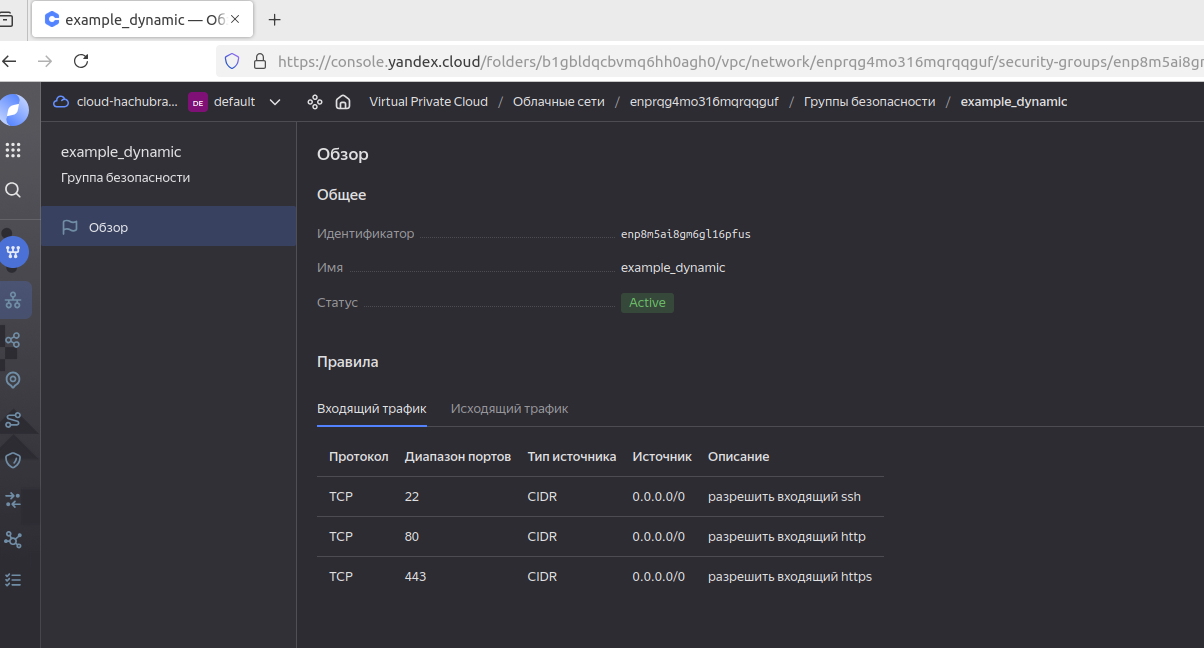 example_dynamic — Об
https://console.yandex.cloud/folders/b1gbldqcbvmq6hh0agh0/vpc/network/enprqg4mo316mqrqqguf/security-groups/enp8m5ai8gm
cloud-hachubra... DE default Virtual Private Cloud / Облачные сети / enprqg4mo316mqrqqguf / Группы безопасности / example_dynamic
example_dynamic
Группа безопасности
Обзор
Обзор
Общее
Идентификатор enp8m5ai8gm6gl16pfus
Имя example_dynamic
Статус Active
Правила
Входящий трафик Исходящий трафик
Протокол Диапазон портов Тип источника Источник Описание
TCP 22 CIDR 0.0.0.0/0 разрешить входящий ssh
TCP 80 CIDR 0.0.0.0/0 разрешить входящий http
TCP 443 CIDR 0.0.0.0/0 разрешить входящий https